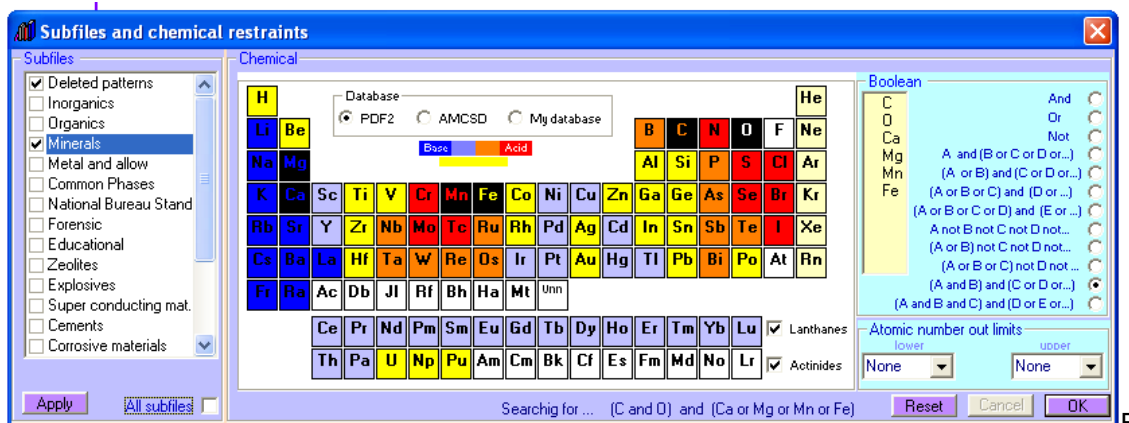 Subfiles and chemical restraints
Subfiles
Deleted patterns
Inorganics
Organics
Minerals
Metal and allow
Common Phases
National Bureau Stand
Forensic
Educational
Zeolites
Explosives
Super conducting mat.
Cements
Corrosive materials
Apply
All subfiles
Chemical
Database
PDF2 AMCSD My database
Base Acid
H He
Li Be B C N O F Ne
Na Mg Al Si P S Cl Ar
K Ca Sc Ti V Cr Mn Fe Co Ni Cu Zn Ga Ge As Se Br Kr
Rb Sr Y Zr Nb Mo Tc Ru Rh Pd Ag Cd In Sn Sb Te I Xe
Cs Ba La Hf Ta W Re Os Ir Pt Au Hg Tl Pb Bi Po At Rn
Fr Ra Ac Db Jl Rf Bh Ha Mt Unn
Ce Pr Nd Pm Sm Eu Gd Tb Dy Ho Er Tm Yb Lu Lanthanes
Th Pa U Np Pu Am Cm Bk Cf Es Fm Md No Lr Actinides
Searchig for ... (C and O) and (Ca or Mg or Mn or Fe)
Boolean
C
O
Ca
Mg
Mn
Fe
And
Or
Not
A and (B or C or D or...)
(A or B) and (C or D or...)
(A or B or C) and (D or ...)
(A or B or C or D) and (E or ...)
A not B not C not D not...
(A or B) not C not D not...
(A or B or C) not D not ...
(A and B) and (C or D or...)
(A and B and C) and (D or E or...)
Atomic number out limits
lower upper
None None
Reset Cancel OK